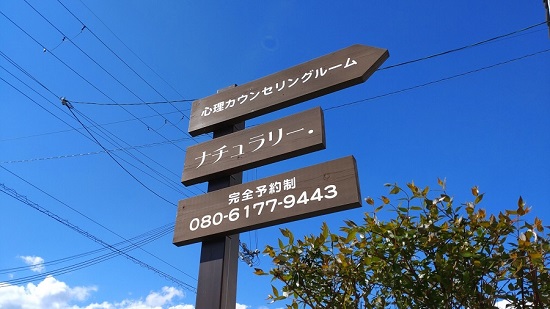 心理カウンセリングルーム
ナチュラリー.
完全予約制
080-6177-9443